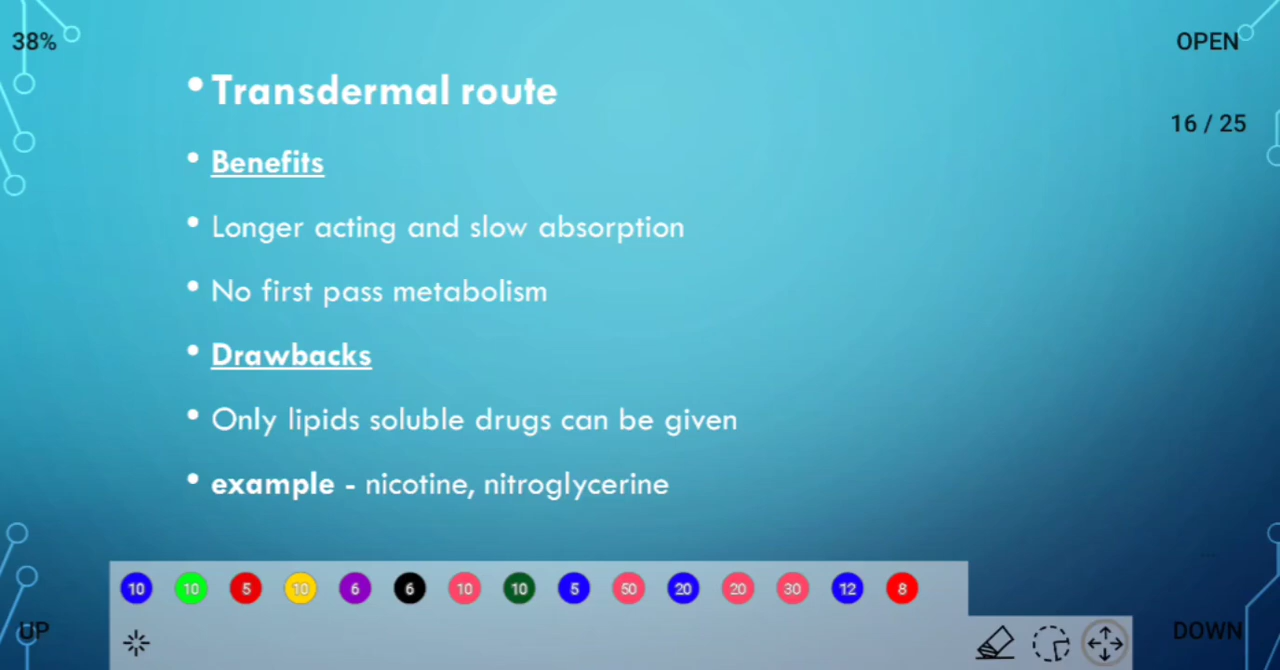 38%
OPEN
• Transdermal route
16 / 25
• Benefits
• Longer acting and slow absorption
• No first pass metabolism
• Drawbacks
• Only lipids soluble drugs can be given
• example - nicotine, nitroglycerine
10 10 5 10 6 6 10 10 5 50 20 20 30 12 8
UP
DOWN